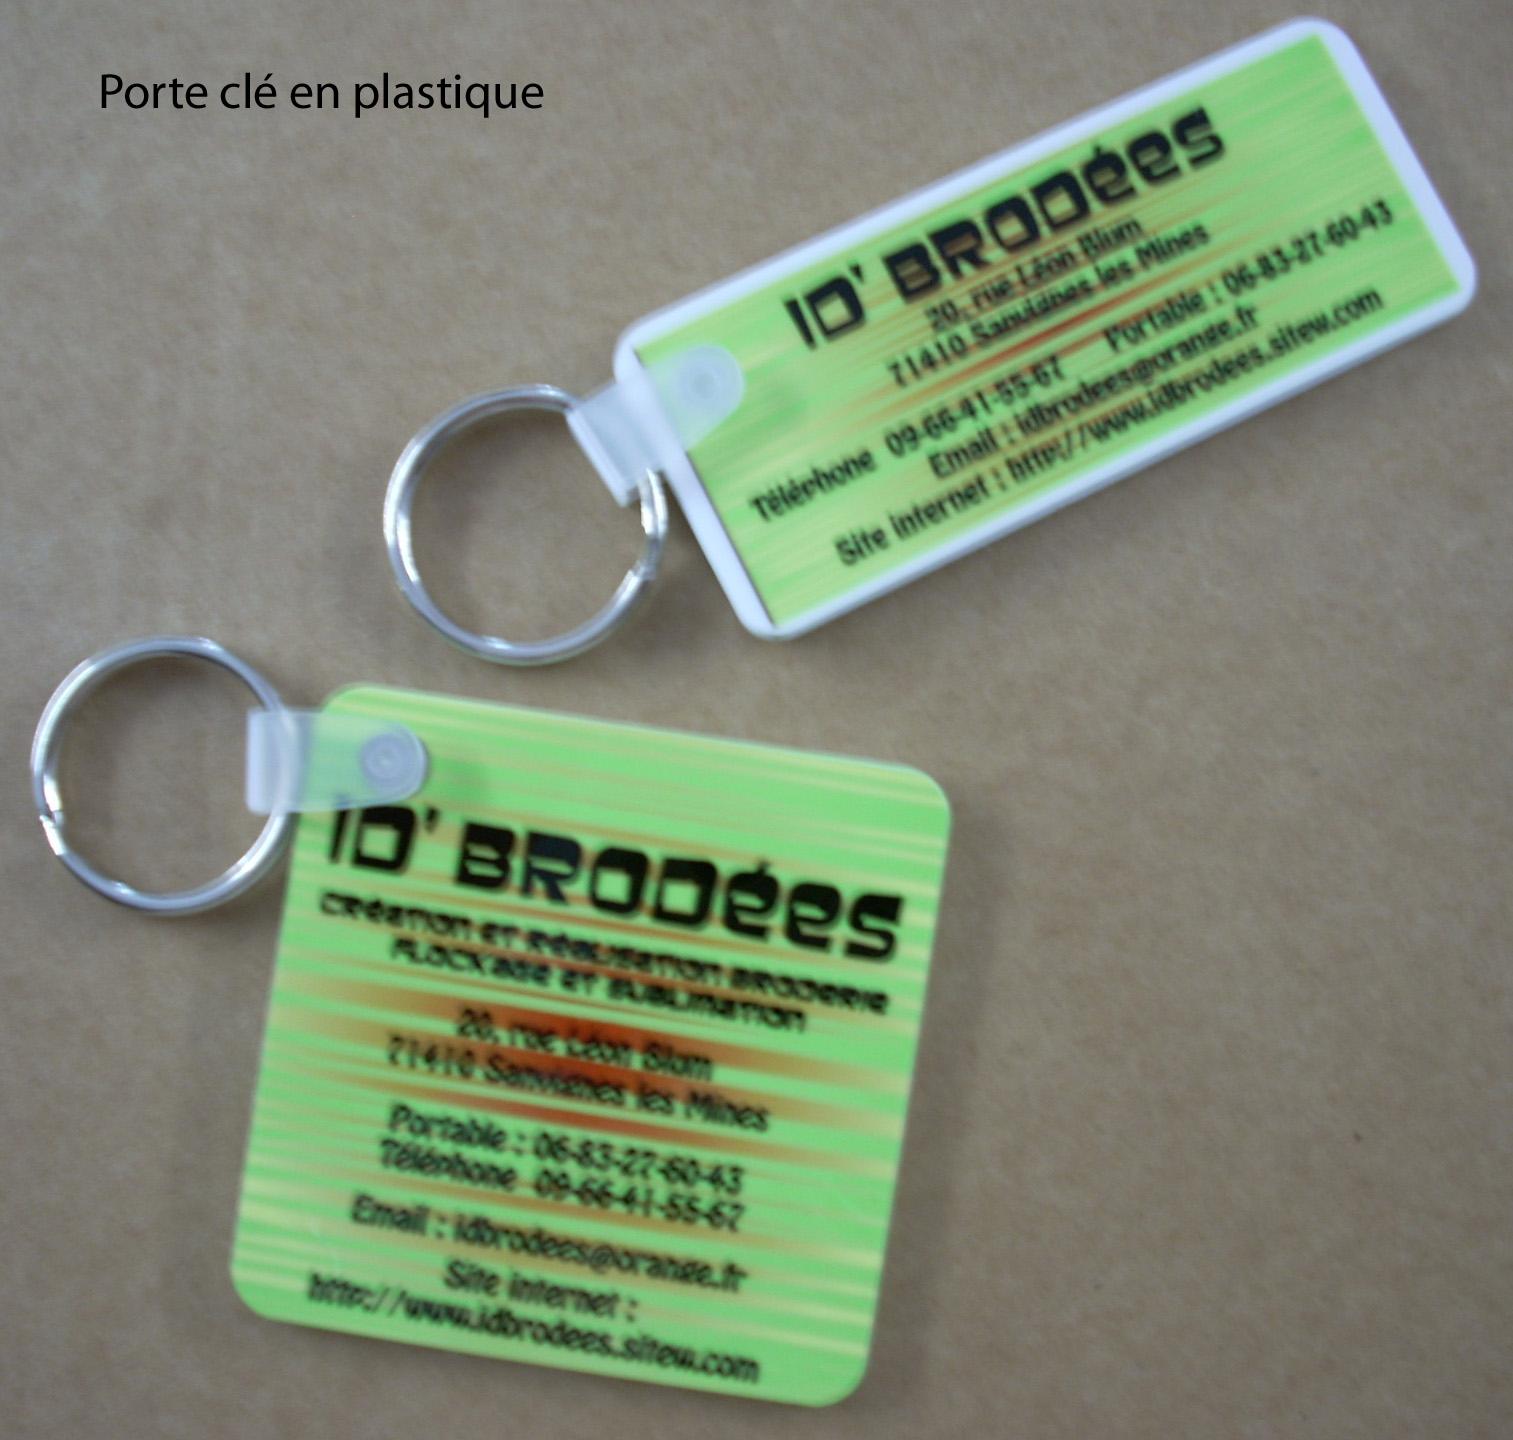 Porte clé en plastique
ID' BRODÉES
20, rue Léon Blum
71410 Sanvignes les Mines
Téléphone 09-66-41-55-67 Portable : 06-83-27-60-43
Email : idbrodees@orange.fr
Site internet : http://www.idbrodees.sitew.com
ID' BRODÉES
CRÉATION ET RÉALISATION BRODERIE
FLOCKAGE ET SUBLIMATION
20, rue Léon Blum
71410 Sanvignes les Mines
Portable : 06-83-27-60-43
Téléphone 09-66-41-55-67
Email : idbrodees@orange.fr
Site internet :
http://www.idbrodees.sitew.com